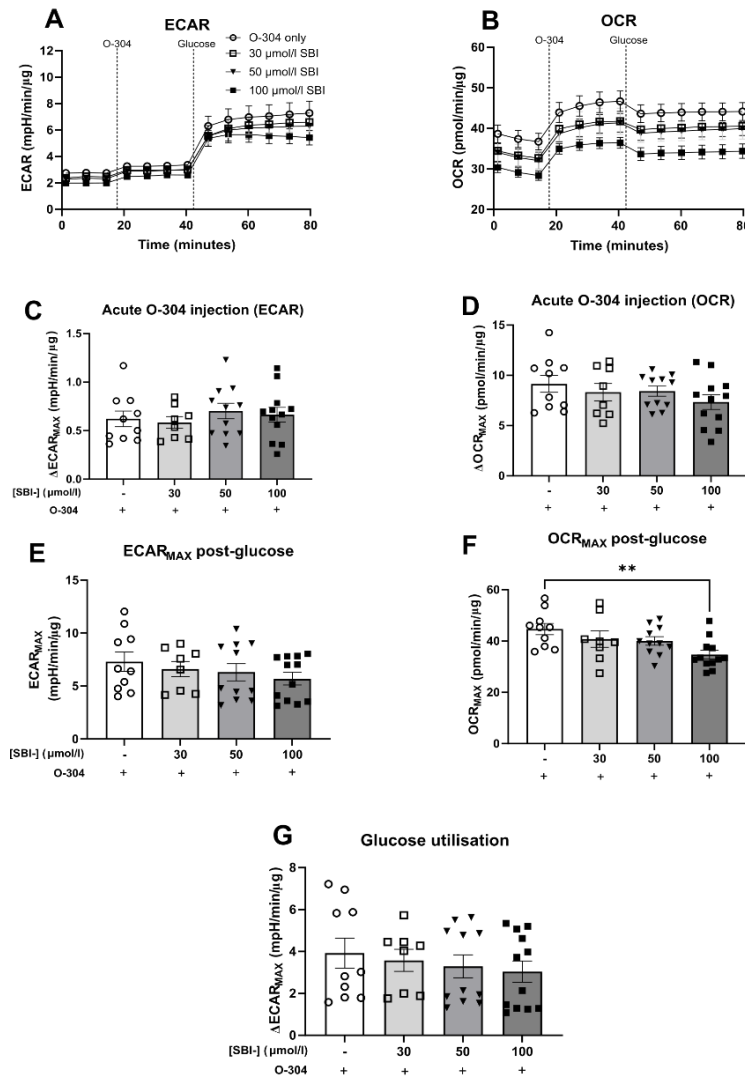 A
ECAR
O-304
Glucose
O-304 only
30 µmol/l SBI
50 µmol/l SBI
100 µmol/l SBI
ECAR (mpH/min/µg)
10
8
6
4
2
0
0 20 40 60 80
Time (minutes)
B
OCR
O-304
Glucose
OCR (pmol/min/µg)
60
50
40
30
20
0 20 40 60 80
Time (minutes)
C
Acute O-304 injection (ECAR)
ΔECARMAX (mpH/min/µg)
1.5
1.0
0.5
0.0
[SBI-] (µmol/l) - 30 50 100
O-304 + + + +
D
Acute O-304 injection (OCR)
ΔOCRMAX (pmol/min/µg)
15
10
5
0
- 30 50 100
+ + + +
E
ECARMAX post-glucose
ECARMAX
(mpH/min/µg)
15
10
5
0
[SBI-] (µmol/l) - 30 50 100
O-304 + + + +
F
OCRMAX post-glucose
**
OCRMAX (pmol/min/µg)
60
40
20
0
- 30 50 100
+ + + +
G
Glucose utilisation
ΔECARMAX (mpH/min/µg)
8
6
4
2
0
[SBI-] (µmol/l) - 30 50 100
O-304 + + + +